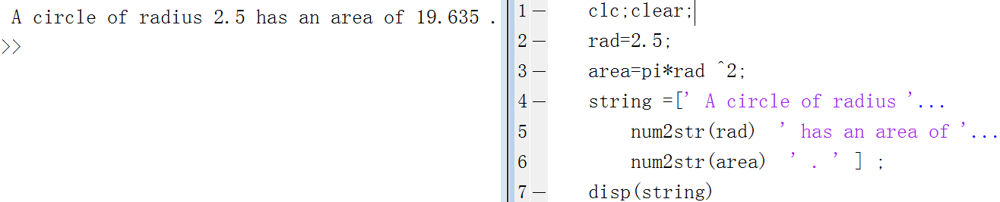 A circle of radius 2.5 has an area of 19.635 .
>>
1 — clc;clear;
2 — rad=2.5;
3 — area=pi*rad ^2;
4 — string =[' A circle of radius '...
5 num2str(rad) ' has an area of '...
6 num2str(area) ' . ' ] ;
7 — disp(string)